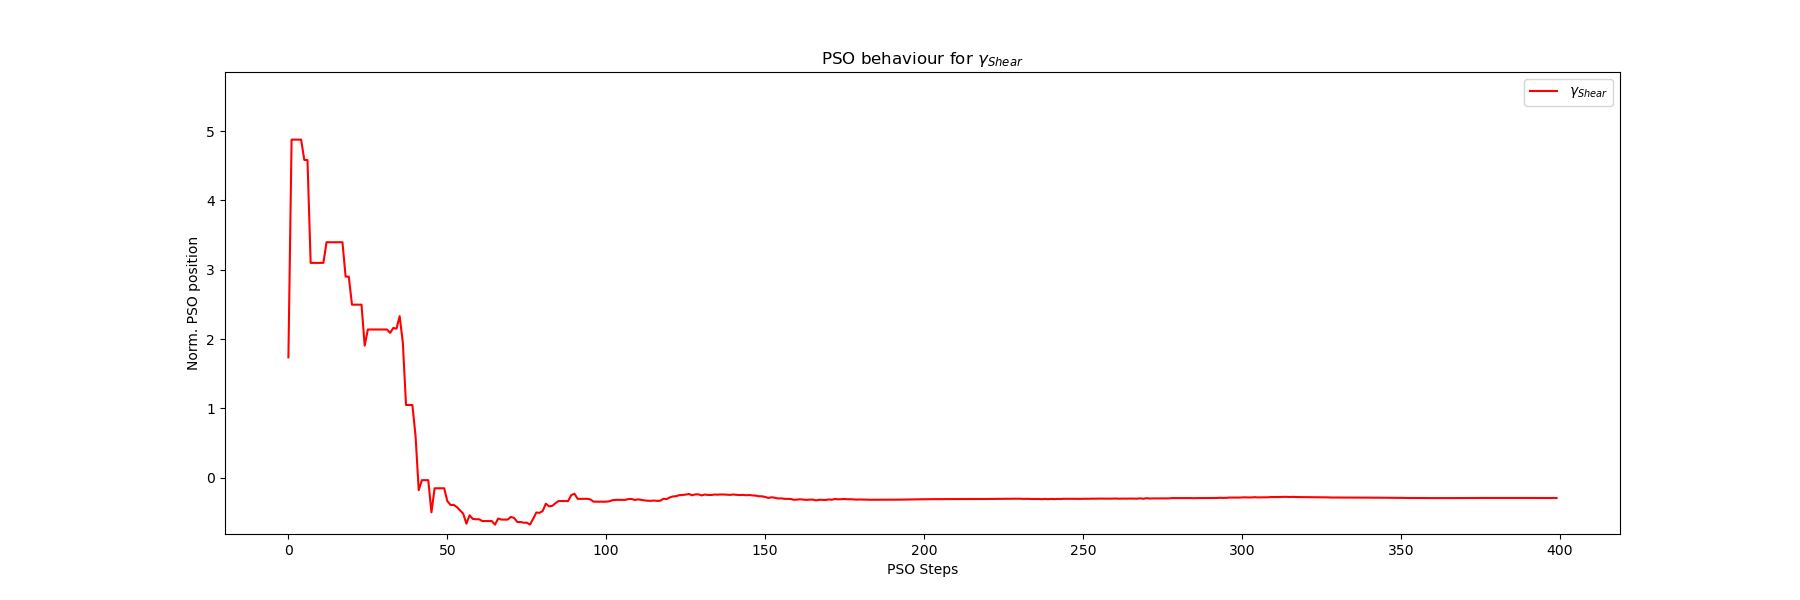 PSO behaviour for γShear
γShear
5
4
3
2
1
0
Norm. PSO position
0 50 100 150 200 250 300 350 400
PSO Steps